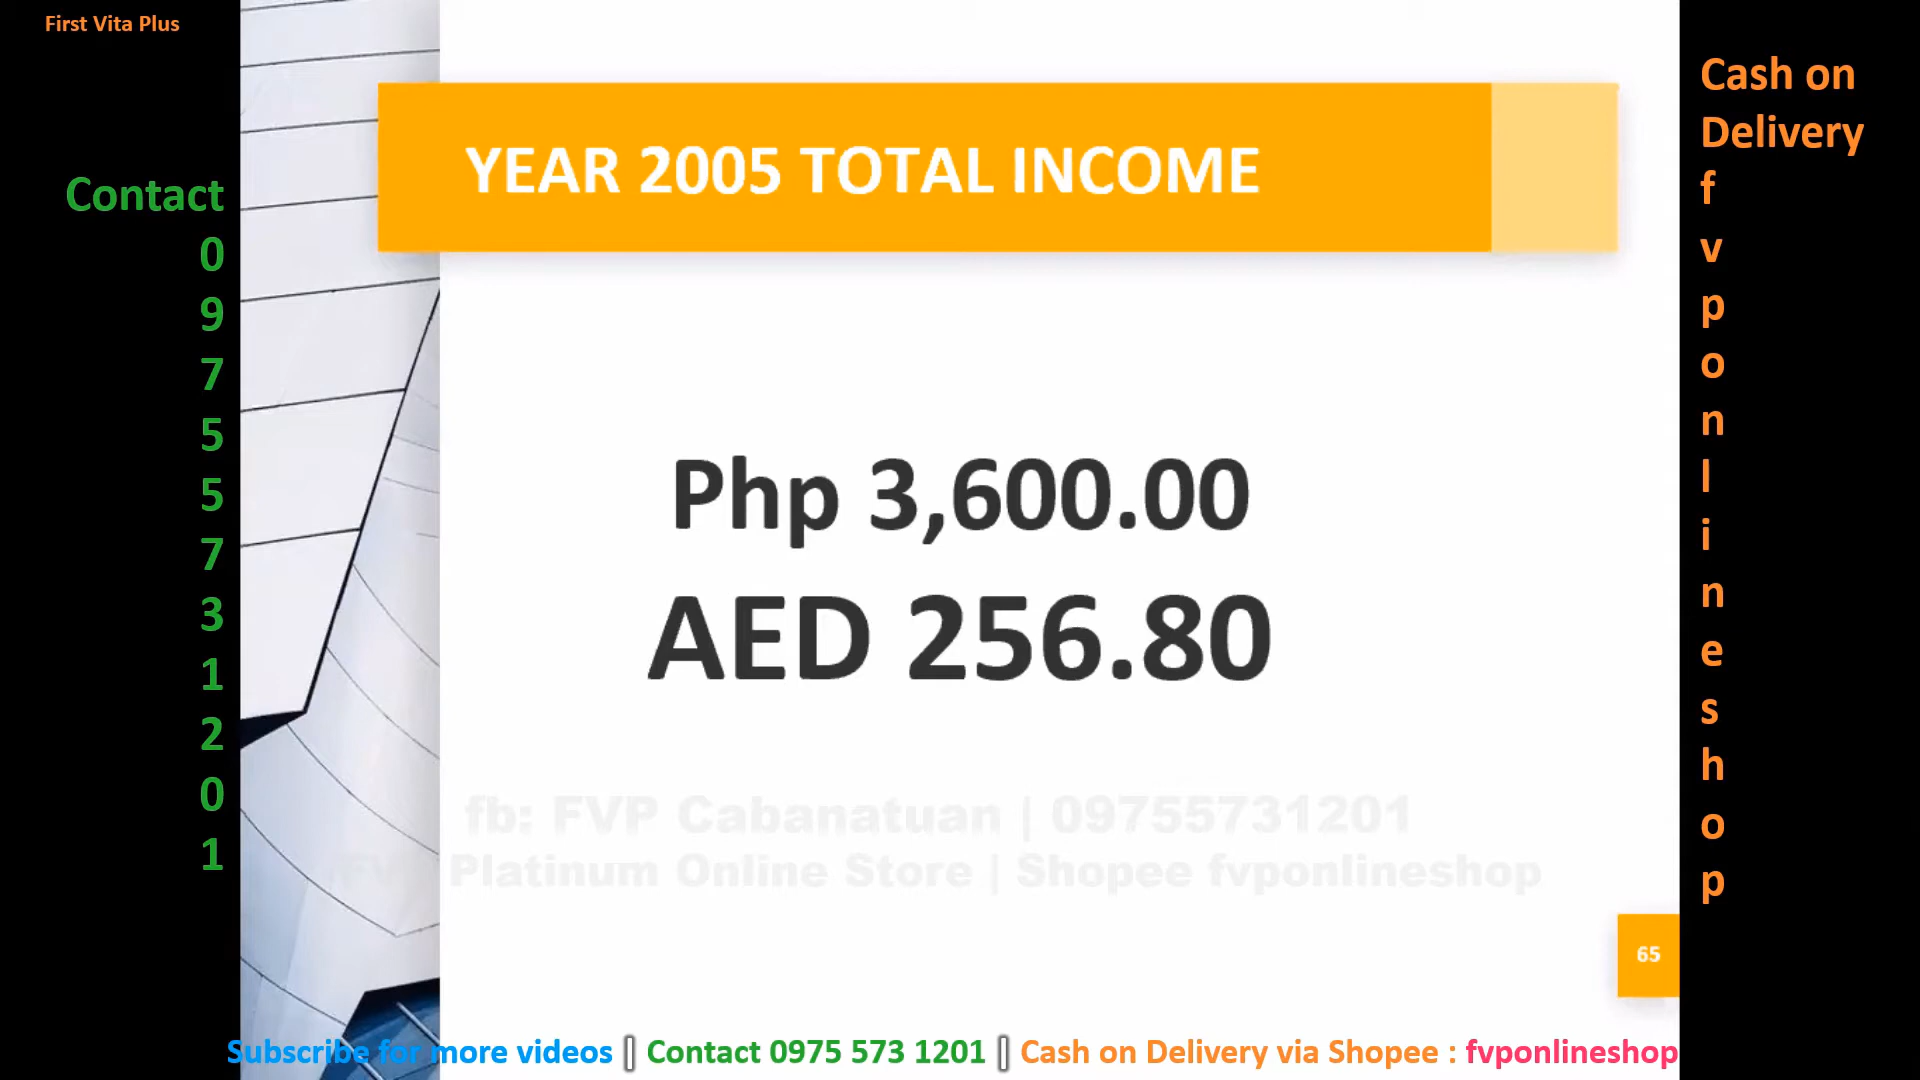 First Vita Plus
Contact
0
9
7
5
5
7
3
1
2
0
1
YEAR 2005 TOTAL INCOME
Php 3,600.00
AED 256.80
fb: FVP Cabanatuan | 09755731201
FVP Platinum Online Store | Shopee fvponlineshop
65
Cash on
Delivery
f
v
p
o
n
l
i
n
e
s
h
o
p
Subscribe for more videos | Contact 0975 573 1201 | Cash on Delivery via Shopee : fvponlineshop